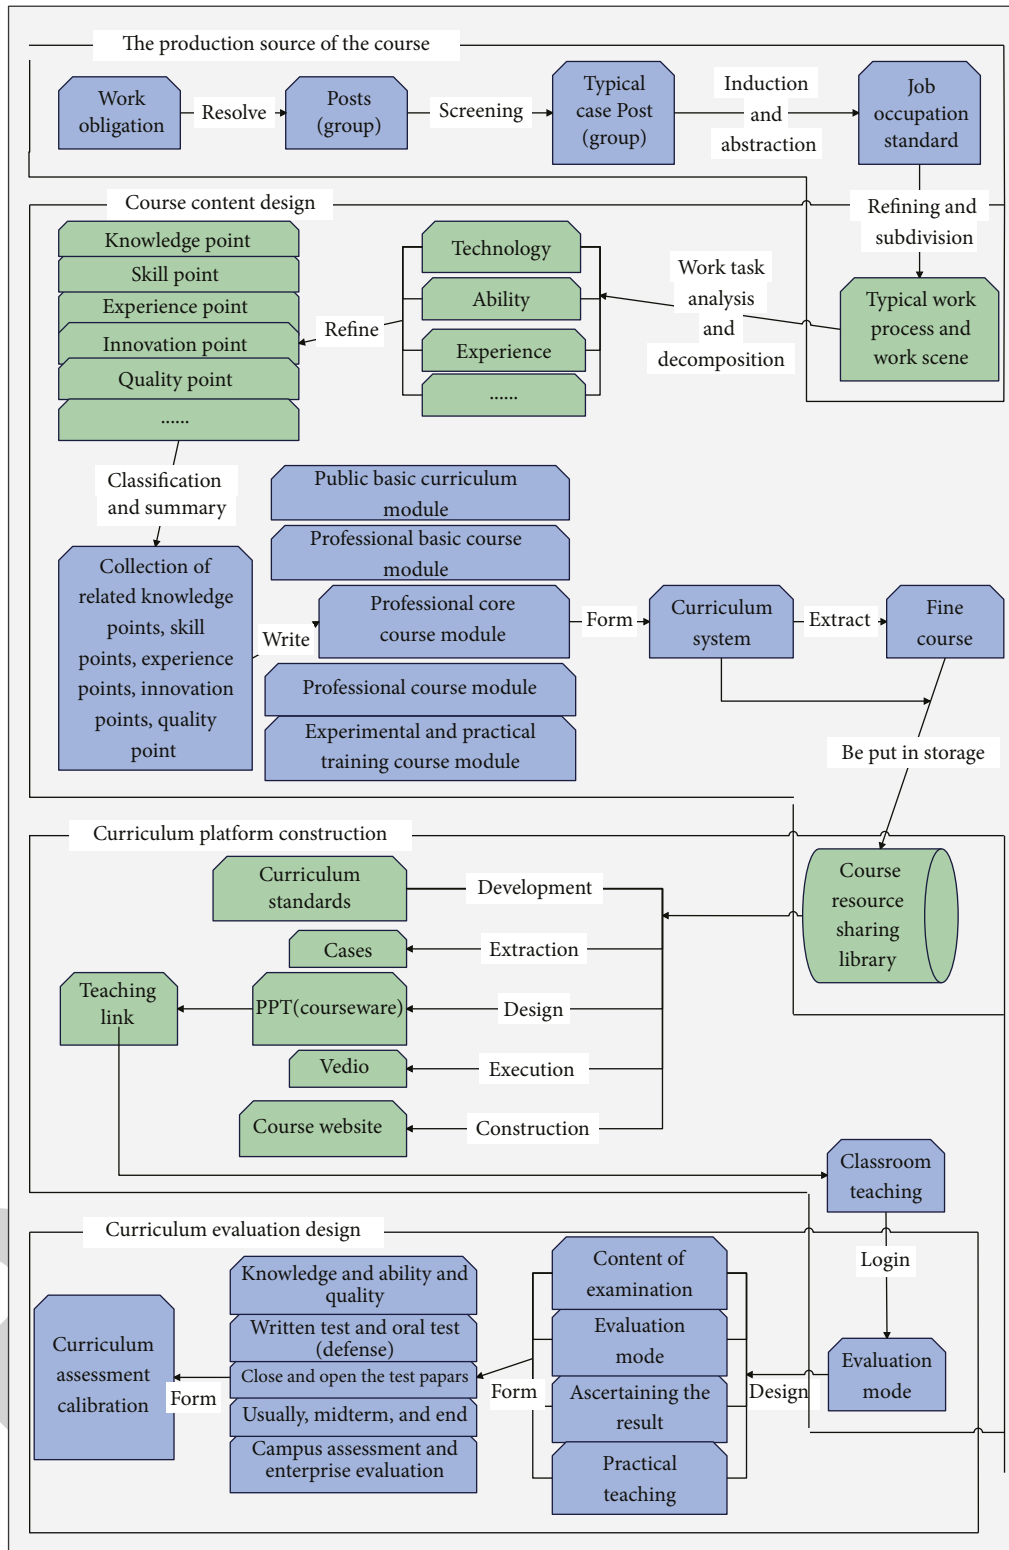 The production source of the course
Work
obligation
Resolve
Posts
(group)
Screening
Typical
case Post
(group)
Induction
and
abstraction
Job
occupation
standard
Refining and
subdivision
Typical work
process and
work scene
Work task
analysis
and
decomposition
Course content design
Technology
Ability
Experience
......
Refine
Knowledge point
Skill point
Experience point
Innovation point
Quality point
......
Classification
and summary
Collection of
related knowledge
points, skill
points, experience
points, innovation
points, quality
point
Write
Public basic curriculum
module
Professional basic course
module
Professional core
course module
Professional course module
Experimental and practical
training course module
Form
Curriculum
system
Extract
Fine
course
Be put in storage
Curriculum platform construction
Course
resource
sharing
library
Curriculum
standards
Development
Cases
Extraction
PPT(courseware)
Design
Vedio
Execution
Course website
Construction
Teaching
link
Classroom
teaching
Login
Curriculum evaluation design
Evaluation
mode
Design
Content of
examination
Evaluation
mode
Ascertaining the
result
Practical
teaching
Form
Knowledge and ability and
quality
Written test and oral test
(defense)
Close and open the test papars
Usually, midterm, and end
Campus assessment and
enterprise evaluation
Form
Curriculum
assessment
calibration